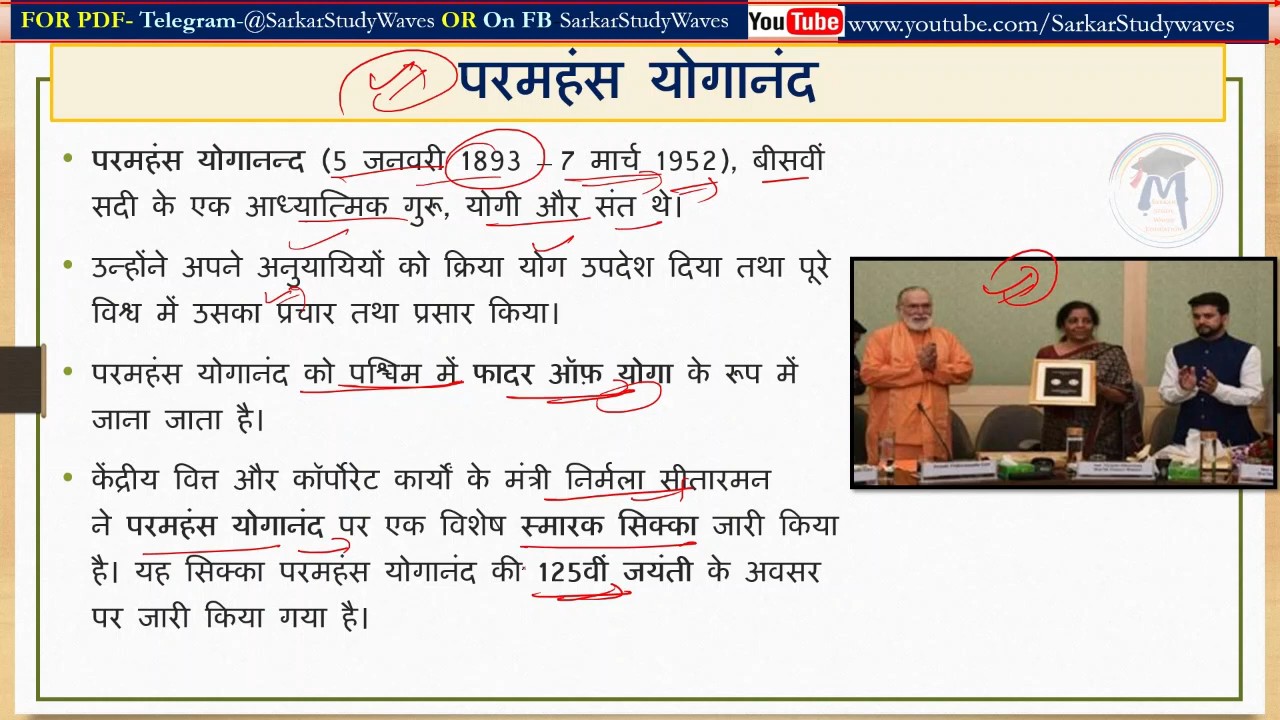 FOR PDF- Telegram-@SarkarStudyWaves OR On FB SarkarStudyWaves YouTube www.youtube.com/SarkarStudywaves
परमहंस योगानंद
• परमहंस योगानन्द (5 जनवरी 1893 – 7 मार्च 1952), बीसवीं
सदी के एक आध्यात्मिक गुरू, योगी और संत थे।
• उन्होंने अपने अनुयायियों को क्रिया योग उपदेश दिया तथा पूरे
विश्व में उसका प्रचार तथा प्रसार किया।
• परमहंस योगानंद को पश्चिम में फादर ऑफ़ योगा के रूप में
जाना जाता है।
• केंद्रीय वित्त और कॉर्पोरेट कार्यों के मंत्री निर्मला सीतारमन
ने परमहंस योगानंद पर एक विशेष स्मारक सिक्का जारी किया
है। यह सिक्का परमहंस योगानंद की 125वीं जयंती के अवसर
पर जारी किया गया है।